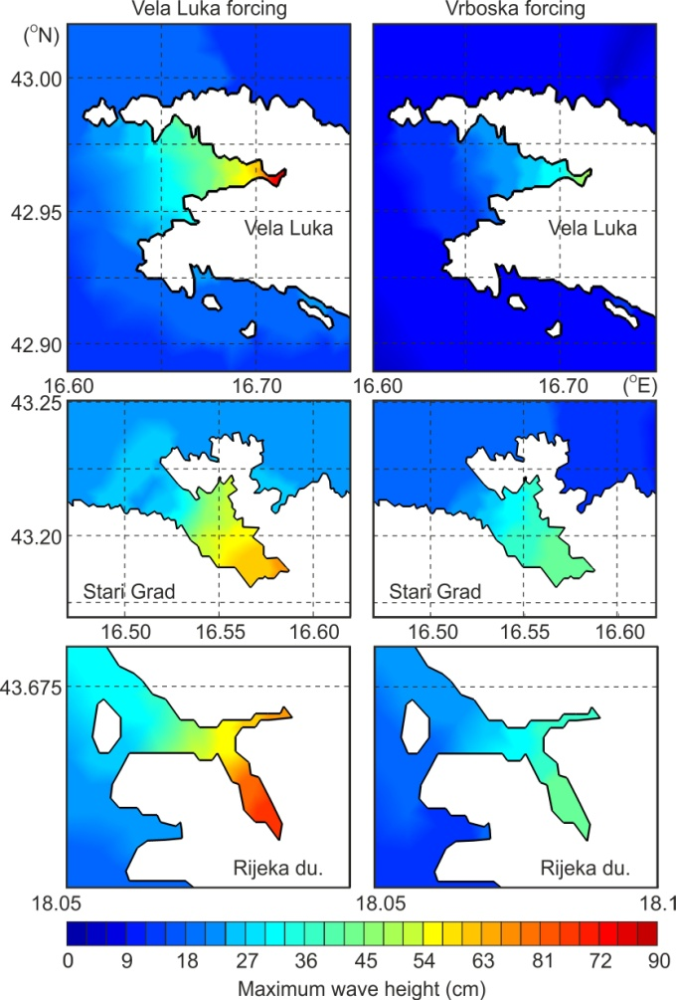 Vela Luka forcing Vrboska forcing
(°N)
43.00
42.95
Vela Luka Vela Luka
42.90
16.60 16.70 16.60 16.70 (°E)
43.25
43.20
Stari Grad Stari Grad
16.50 16.55 16.60 16.50 16.55 16.60
43.675
Rijeka du. Rijeka du.
18.05 18.05 18.1
0 9 18 27 36 45 54 63 81 72 90
Maximum wave height (cm)